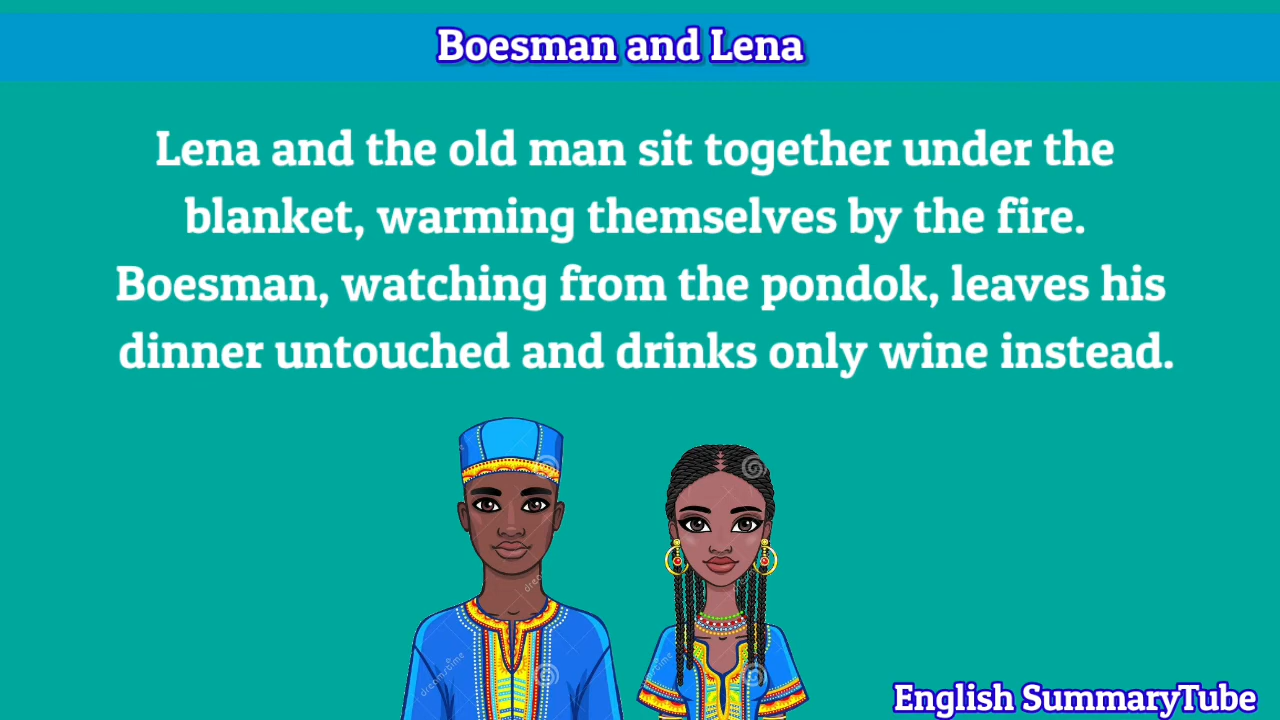 Boesman and Lena
Lena and the old man sit together under the
blanket, warming themselves by the fire.
Boesman, watching from the pondok, leaves his
dinner untouched and drinks only wine instead.
English SummaryTube